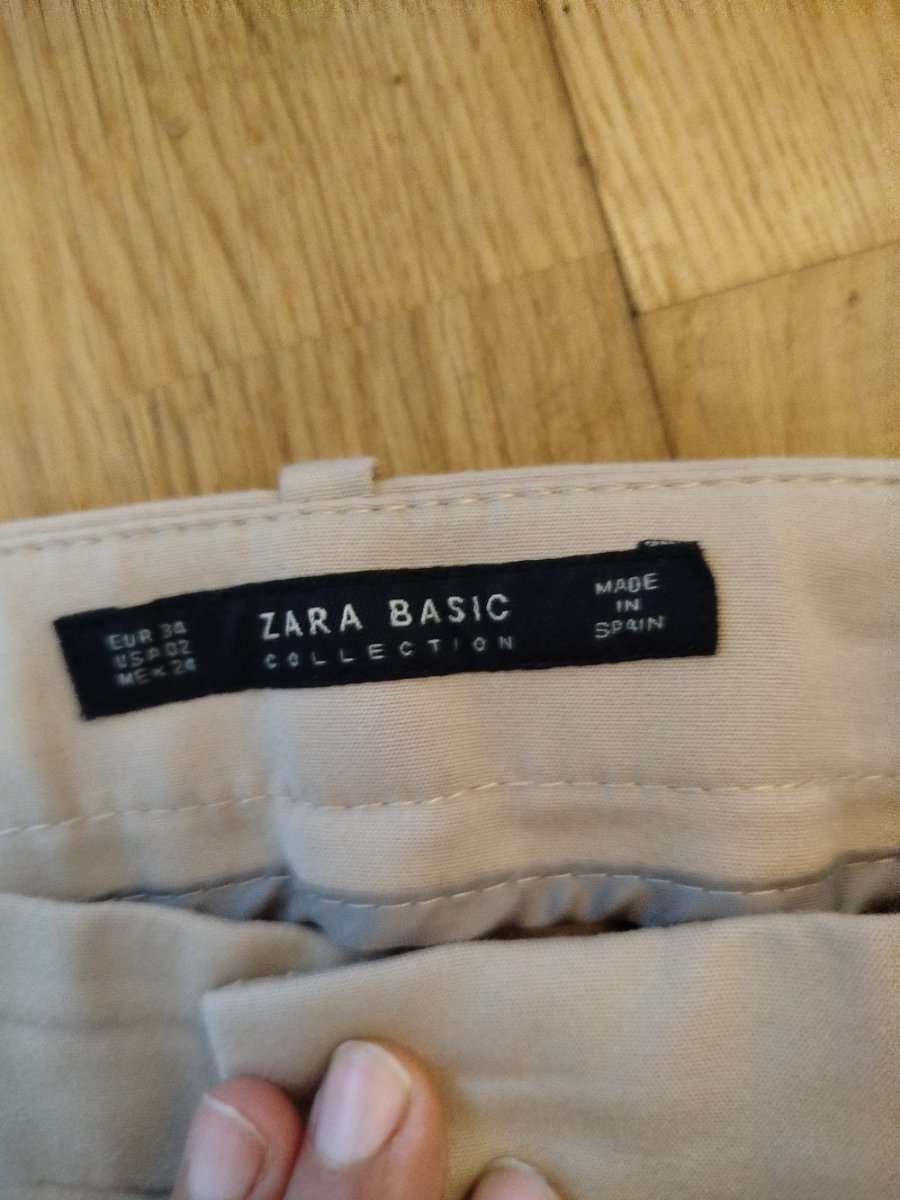 EUR 34
USA 02
MEX 24
ZARA BASIC
COLLECTION
MADE
IN
SPAIN